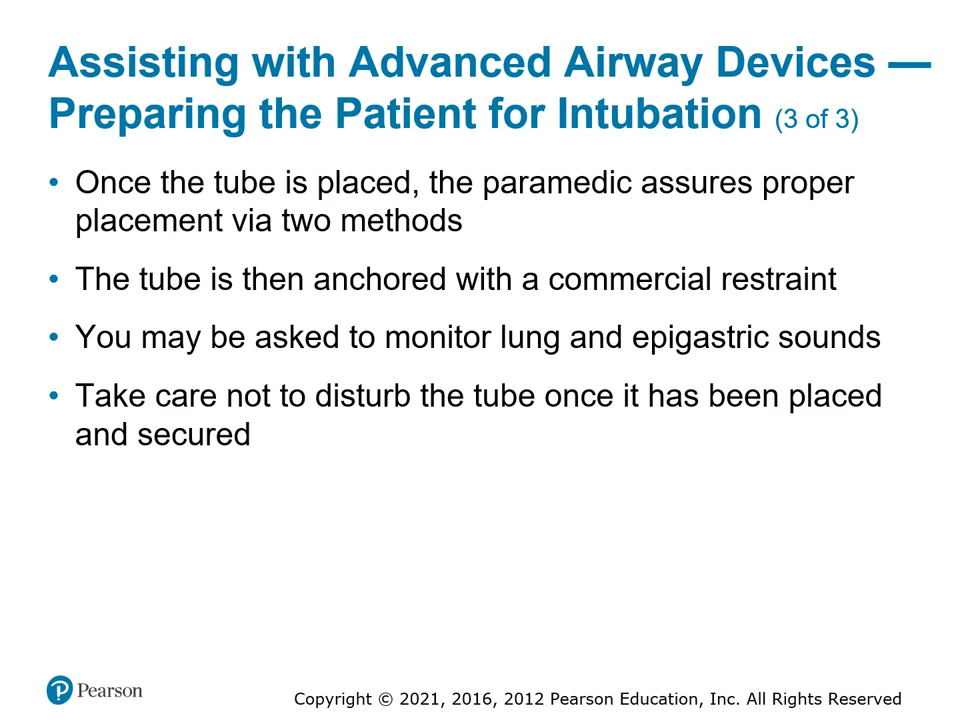 Assisting with Advanced Airway Devices —
Preparing the Patient for Intubation (3 of 3)
• Once the tube is placed, the paramedic assures proper
placement via two methods
• The tube is then anchored with a commercial restraint
• You may be asked to monitor lung and epigastric sounds
• Take care not to disturb the tube once it has been placed
and secured
Pearson
Copyright © 2021, 2016, 2012 Pearson Education, Inc. All Rights Reserved